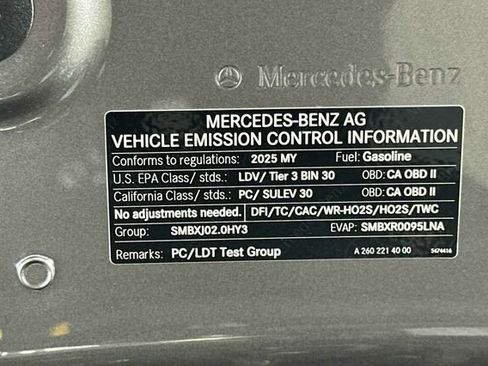 Mercedes-Benz
MERCEDES-BENZ AG
VEHICLE EMISSION CONTROL INFORMATION
Conforms to regulations: 2025 MY Fuel: Gasoline
U.S. EPA Class/ stds.: LDV/ Tier 3 BIN 30 OBD: CA OBD II
California Class/ stds.: PC/ SULEV 30 OBD: CA OBD II
No adjustments needed. DFI/TC/CAC/WR-HO2S/HO2S/TWC
Group: SMBXJ02.0HY3 EVAP: SMBXR0095LNA
Remarks: PC/LDT Test Group A 260 221 40 00 5474416